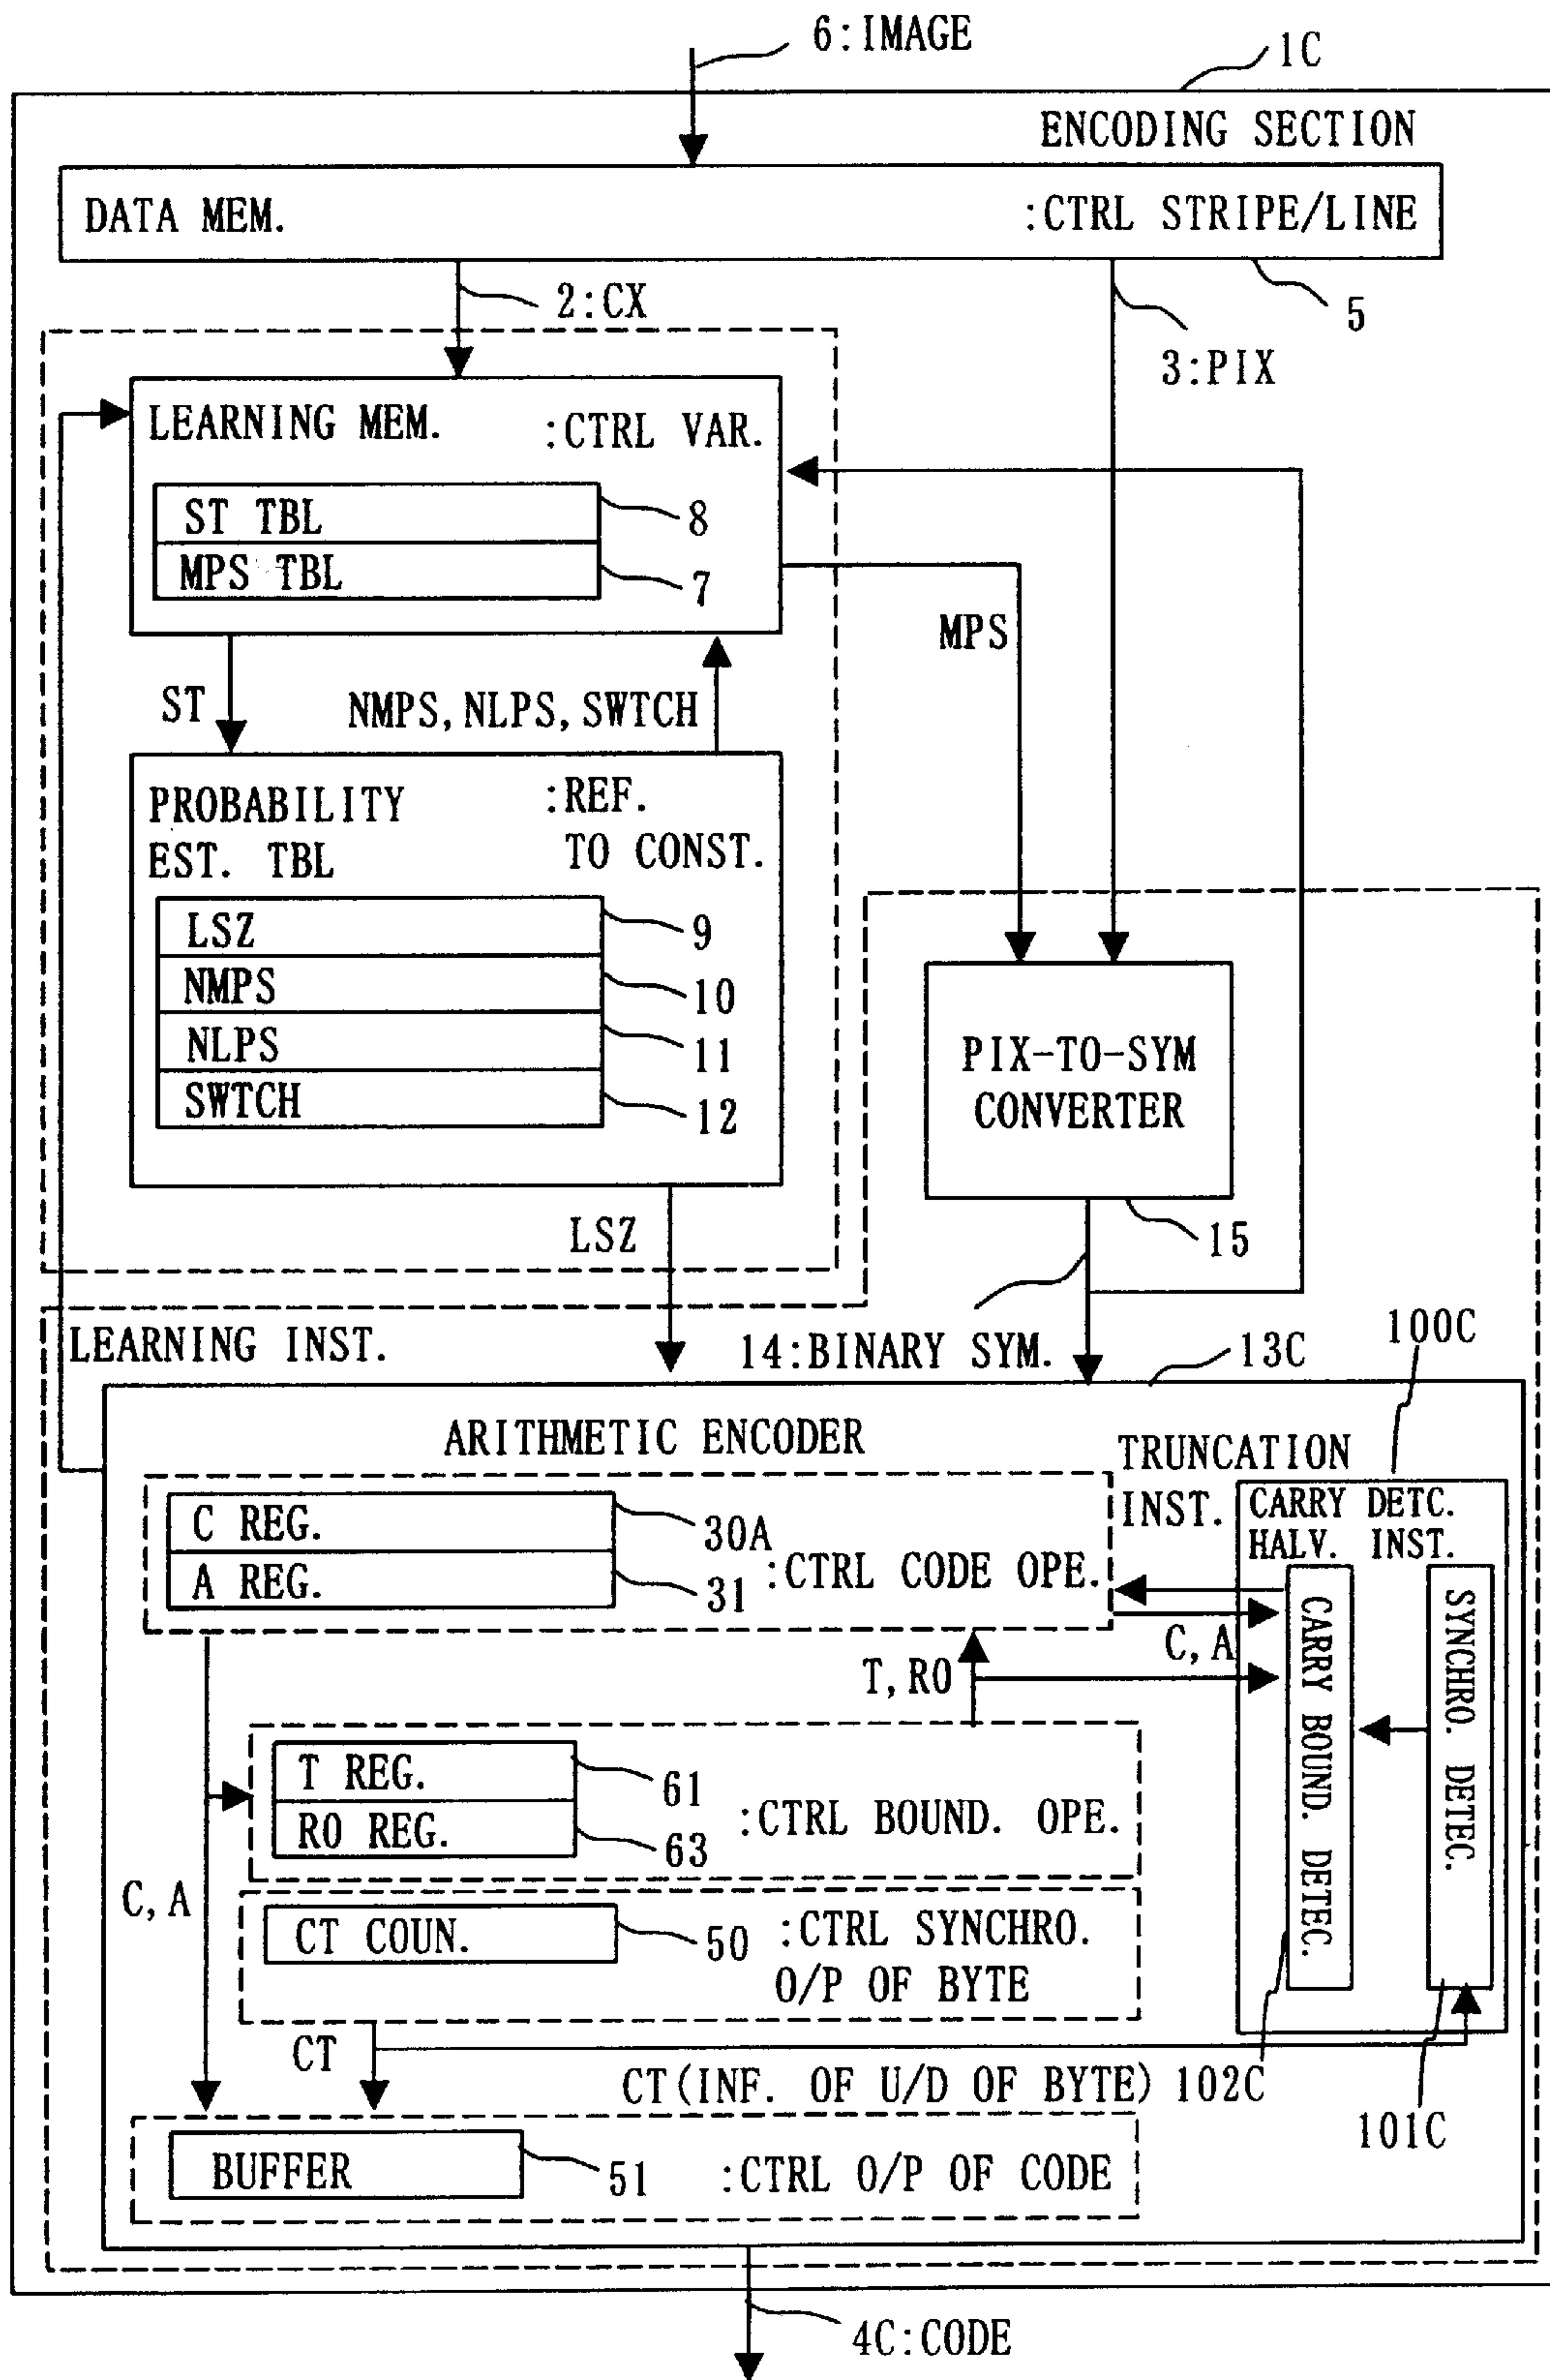 6:IMAGE
1C
ENCODING SECTION
DATA MEM. :CTRL STRIPE/LINE
2:CX
5
3:PIX
LEARNING MEM. :CTRL VAR.
ST TBL 8
MPS TBL 7
MPS
ST
NMPS, NLPS, SWTCH
PROBABILITY :REF.
EST. TBL TO CONST.
LSZ 9
NMPS 10
NLPS 11
SWTCH 12
PIX-TO-SYM
CONVERTER
15
LSZ
LEARNING INST.
14:BINARY SYM.
13C
100C
ARITHMETIC ENCODER
TRUNCATION
INST.
CARRY DETC.
HALV. INST.
C REG. 30A
A REG. 31
:CTRL CODE OPE.
C, A
T, RO
CARRY BOUND. DETEC.
SYNCHRO. DETEC.
T REG. 61
RO REG. 63
:CTRL BOUND. OPE.
C, A
CT COUN. 50
:CTRL SYNCHRO.
O/P OF BYTE
CT
CT(INF. OF U/D OF BYTE)
102C
101C
BUFFER 51
:CTRL O/P OF CODE
4C:CODE